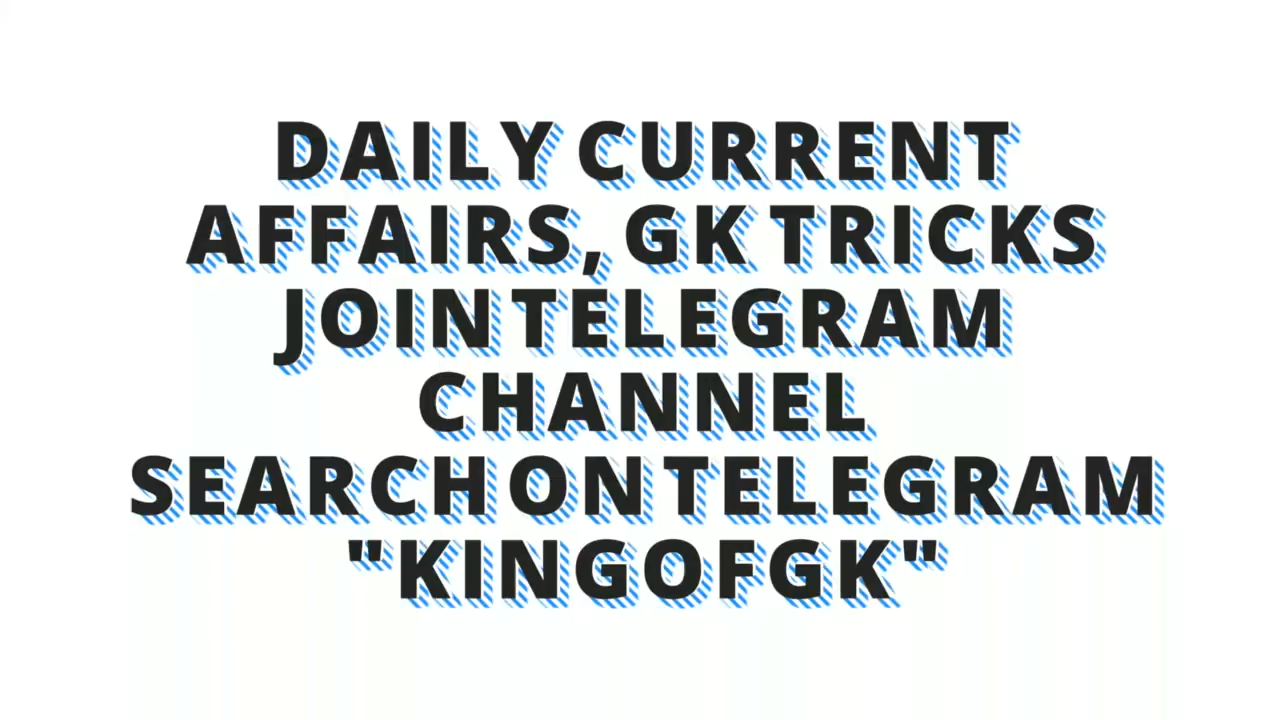 DAILY CURRENT
AFFAIRS, GK TRICKS
JOIN TELEGRAM
CHANNEL
SEARCH ON TELEGRAM
"KINGOFGK"